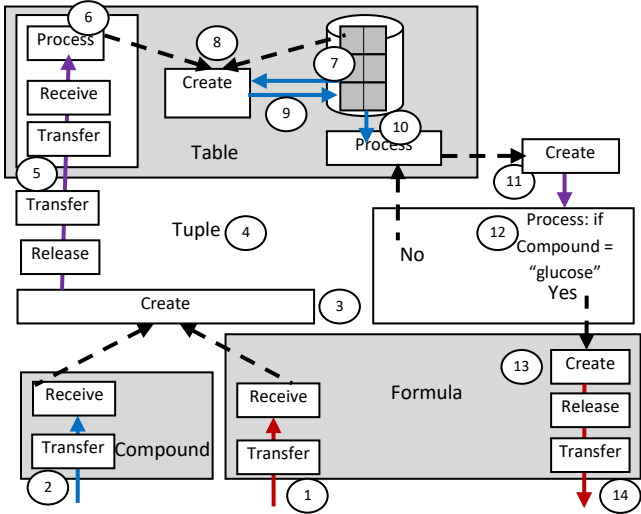 6
Process
8
7
Create
Receive
9
10
Transfer
Table
Process
Create
5
11
Transfer
Tuple 4
12
Process: if
Compound =
“glucose”
No
Release
Yes
Create
3
13
Create
Receive
Receive
Formula
Release
Transfer
Compound
Transfer
Transfer
2
1
14